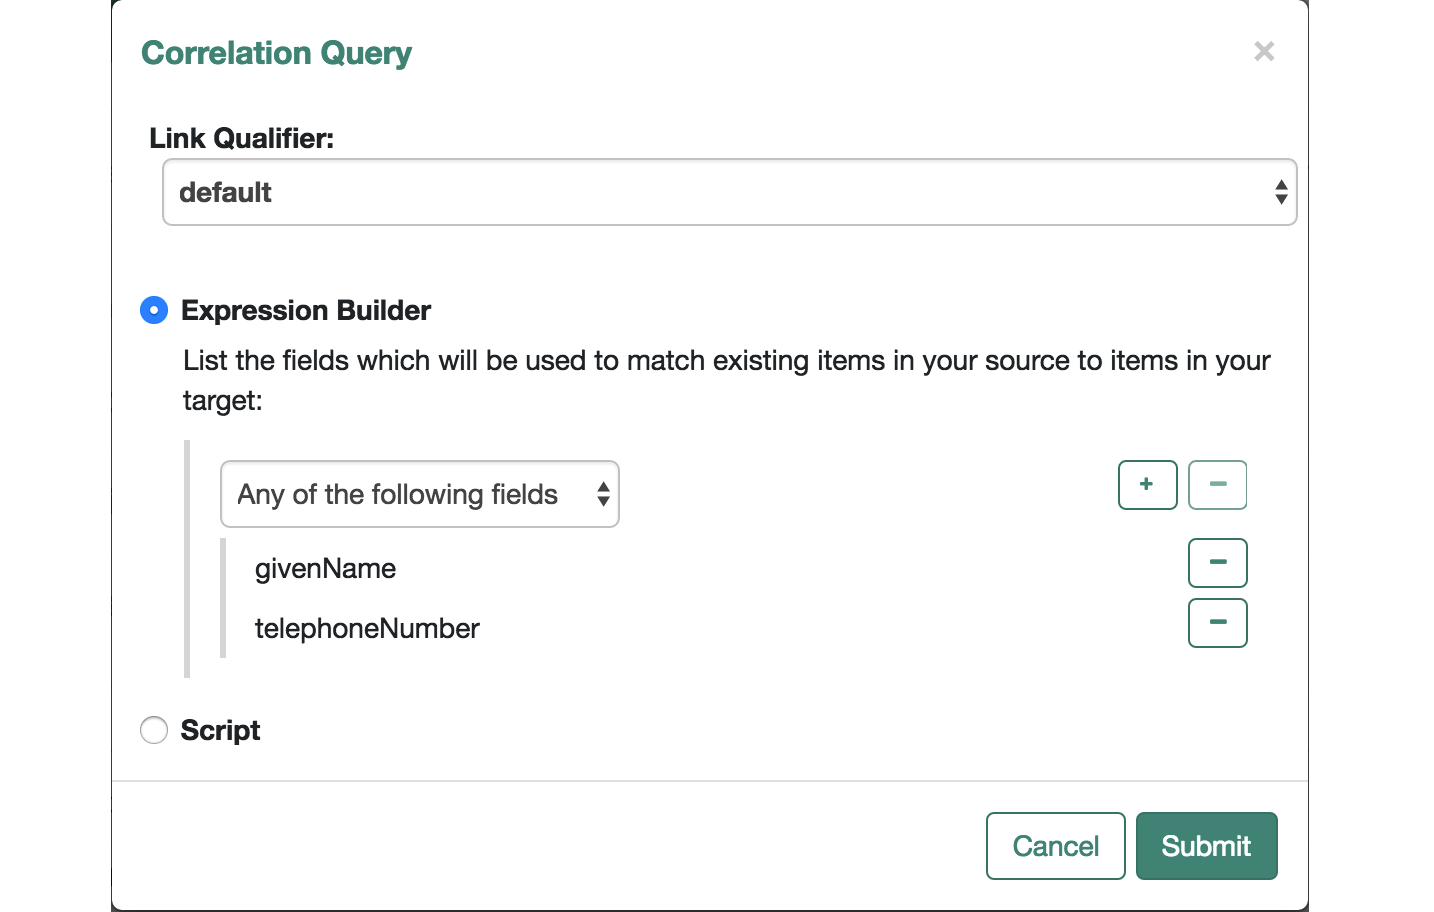 Correlation Query
×
Link Qualifier:
default
Expression Builder
List the fields which will be used to match existing items in your source to items in your
target:
Any of the following fields
+ −
givenName
−
telephoneNumber
−
Script
Cancel Submit